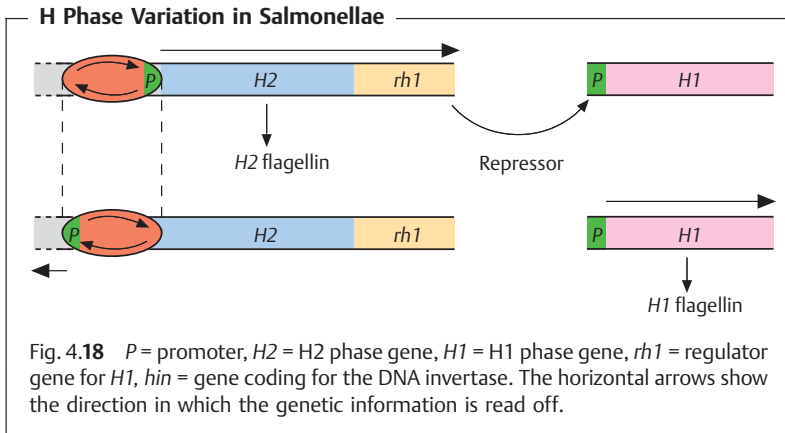 H Phase Variation in Salmonellae
P H2 rh1 P H1
H2 flagellin
Repressor
P H2 rh1 P H1
H1 flagellin
Fig. 4.18 P = promoter, H2 = H2 phase gene, H1 = H1 phase gene, rh1 = regulator
gene for H1, hin = gene coding for the DNA invertase. The horizontal arrows show
the direction in which the genetic information is read off.